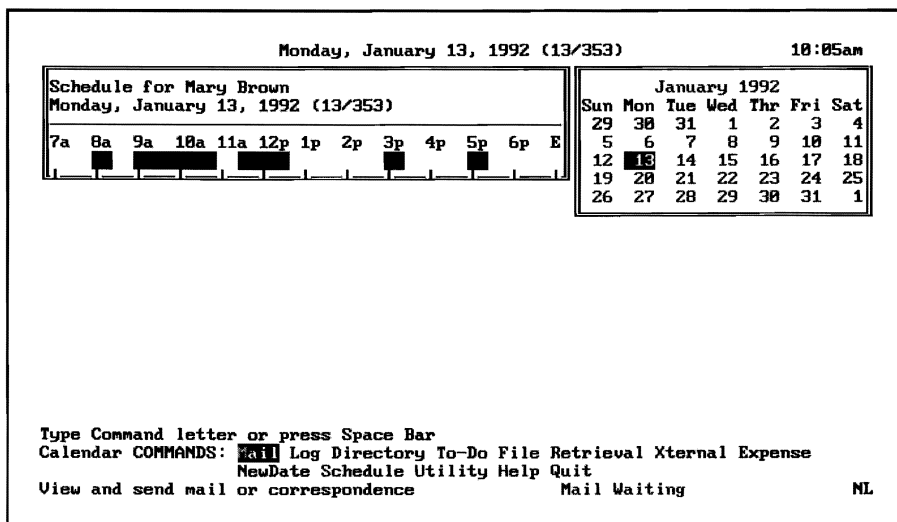 Monday, January 13, 1992 (13/353) 10:05am
Schedule for Mary Brown
Monday, January 13, 1992 (13/353)
7a 8a 9a 10a 11a 12p 1p 2p 3p 4p 5p 6p E
January 1992
Sun Mon Tue Wed Thr Fri Sat
29 30 31 1 2 3 4
5 6 7 8 9 10 11
12 13 14 15 16 17 18
19 20 21 22 23 24 25
26 27 28 29 30 31 1
Type Command letter or press Space Bar
Calendar COMMANDS: Mail Log Directory To-Do File Retrieval Xternal Expense
NewDate Schedule Utility Help Quit
View and send mail or correspondence Mail Waiting NL